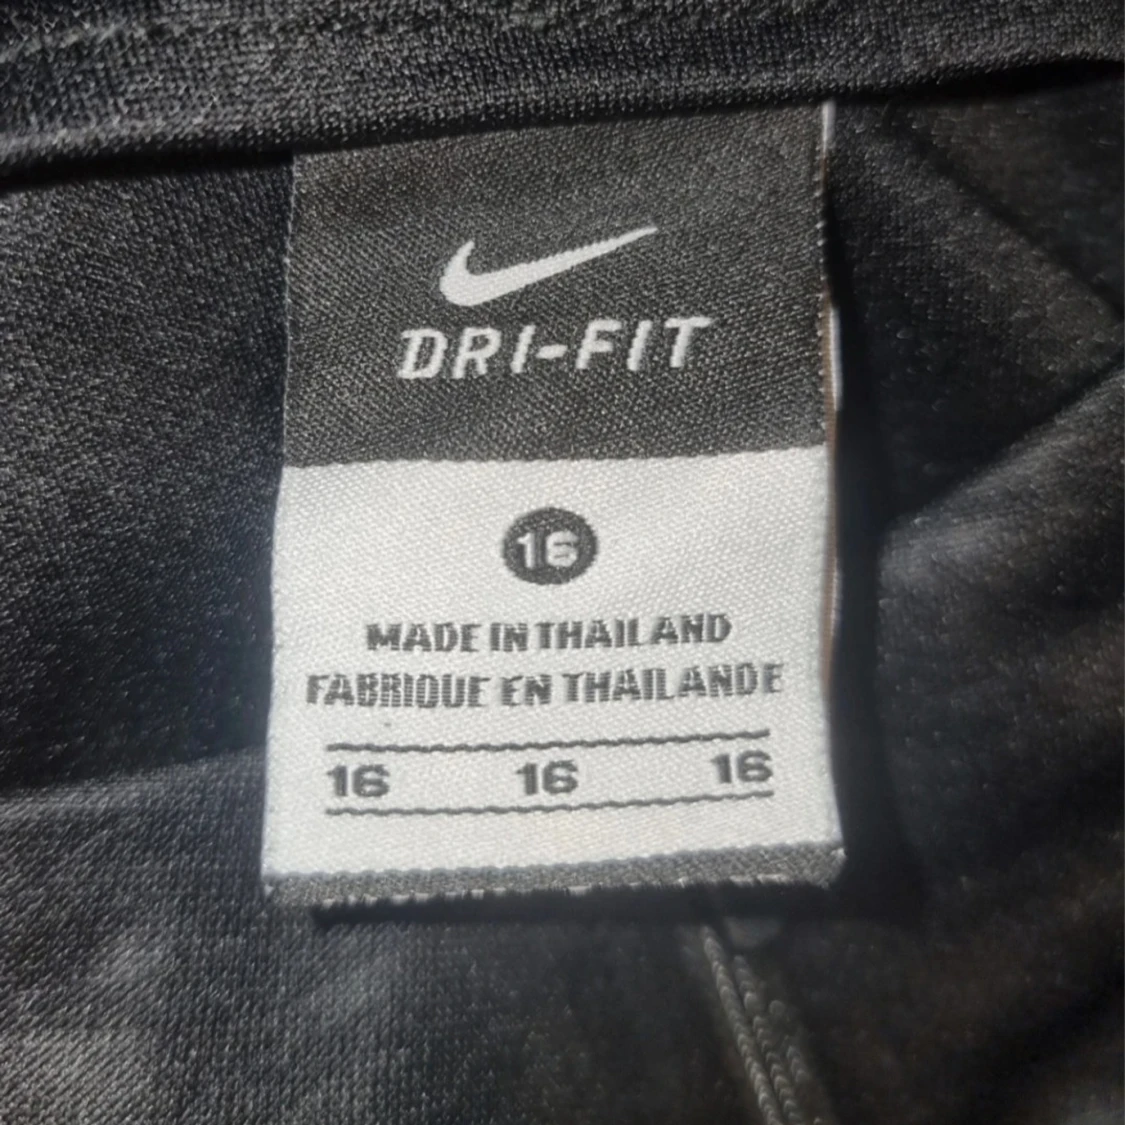 DRI-FIT
16
MADE IN THAILAND
FABRIQUE EN THAILANDE
16 16 16